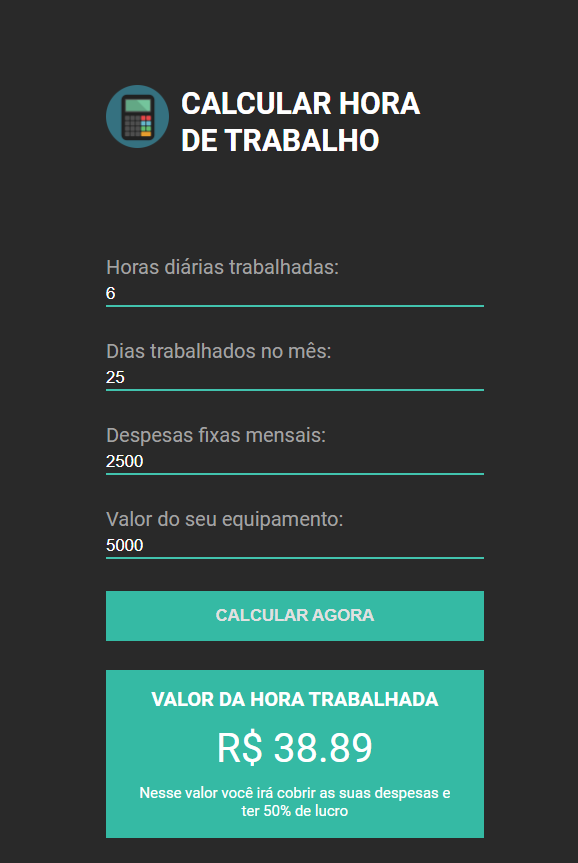 CALCULAR HORA
DE TRABALHO
Horas diárias trabalhadas:
6
Dias trabalhados no mês:
25
Despesas fixas mensais:
2500
Valor do seu equipamento:
5000
CALCULAR AGORA
VALOR DA HORA TRABALHADA
R$ 38.89
Nesse valor você irá cobrir as suas despesas e
ter 50% de lucro